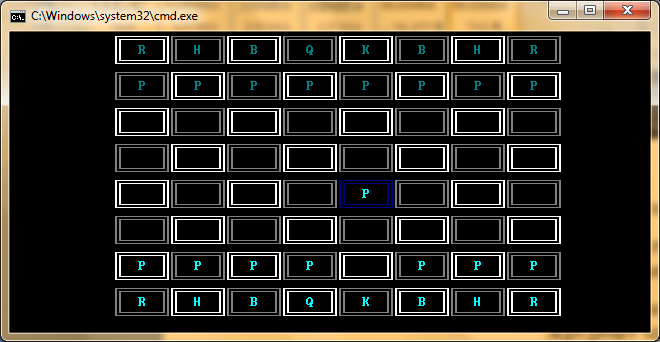 C:\Windows\system32\cmd.exe
R H B Q K B H R
P P P P P P P P
P
P P P P P P P
R H B Q K B H R